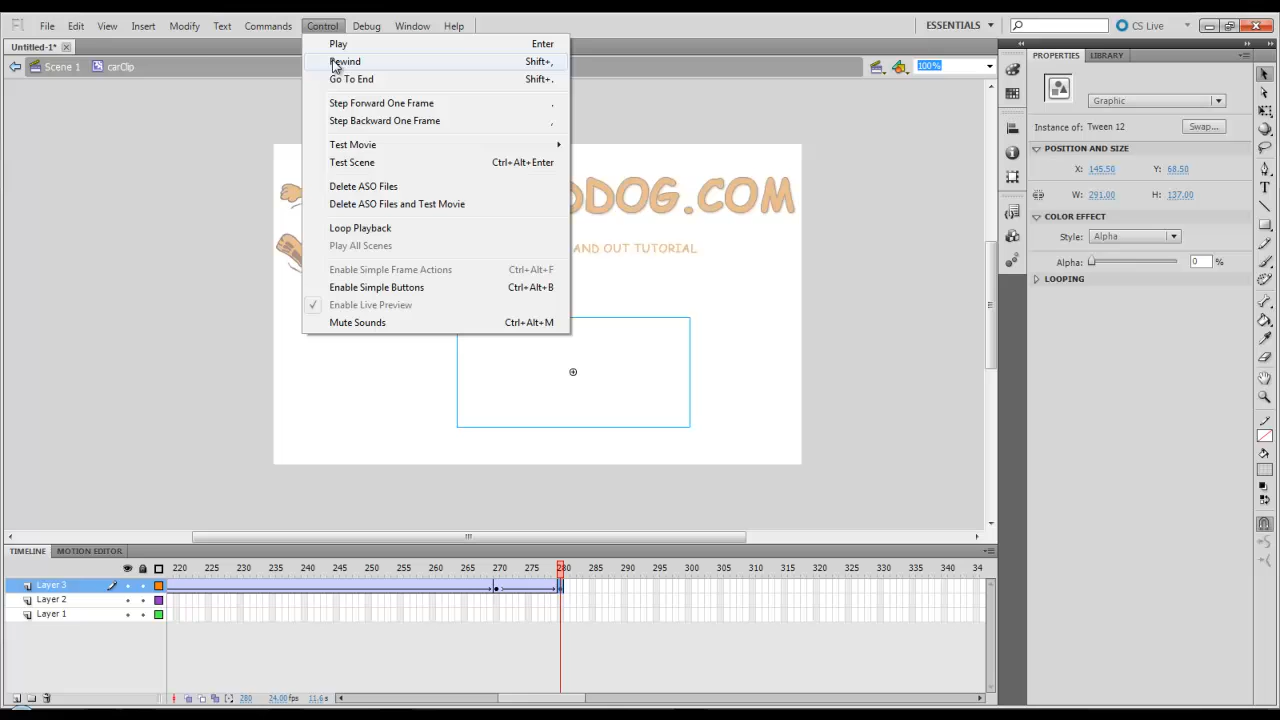 Fl File Edit View Insert Modify Text Commands Control Debug Window Help ESSENTIALS CS Live
Untitled-1*
Scene 1 carClip 100%
Play Enter
Rewind Shift+,
Go To End Shift+.
Step Forward One Frame .
Step Backward One Frame ,
Test Movie
Test Scene Ctrl+Alt+Enter
Delete ASO Files
Delete ASO Files and Test Movie
Loop Playback
Play All Scenes
Enable Simple Frame Actions Ctrl+Alt+F
Enable Simple Buttons Ctrl+Alt+B
Enable Live Preview
Mute Sounds Ctrl+Alt+M
DOG.COM
AND OUT TUTORIAL
PROPERTIES LIBRARY
Graphic
Instance of: Tween 12 Swap...
POSITION AND SIZE
X: 145.50 Y: 68.50
W: 291.00 H: 137.00
COLOR EFFECT
Style: Alpha
Alpha: 0 %
LOOPING
TIMELINE MOTION EDITOR
220 225 230 235 240 245 250 255 260 265 270 275 280 285 290 295 300 305 310 315 320 325 330 335 340 34
Layer 3
Layer 2
Layer 1
280 24.00fps 11.6s